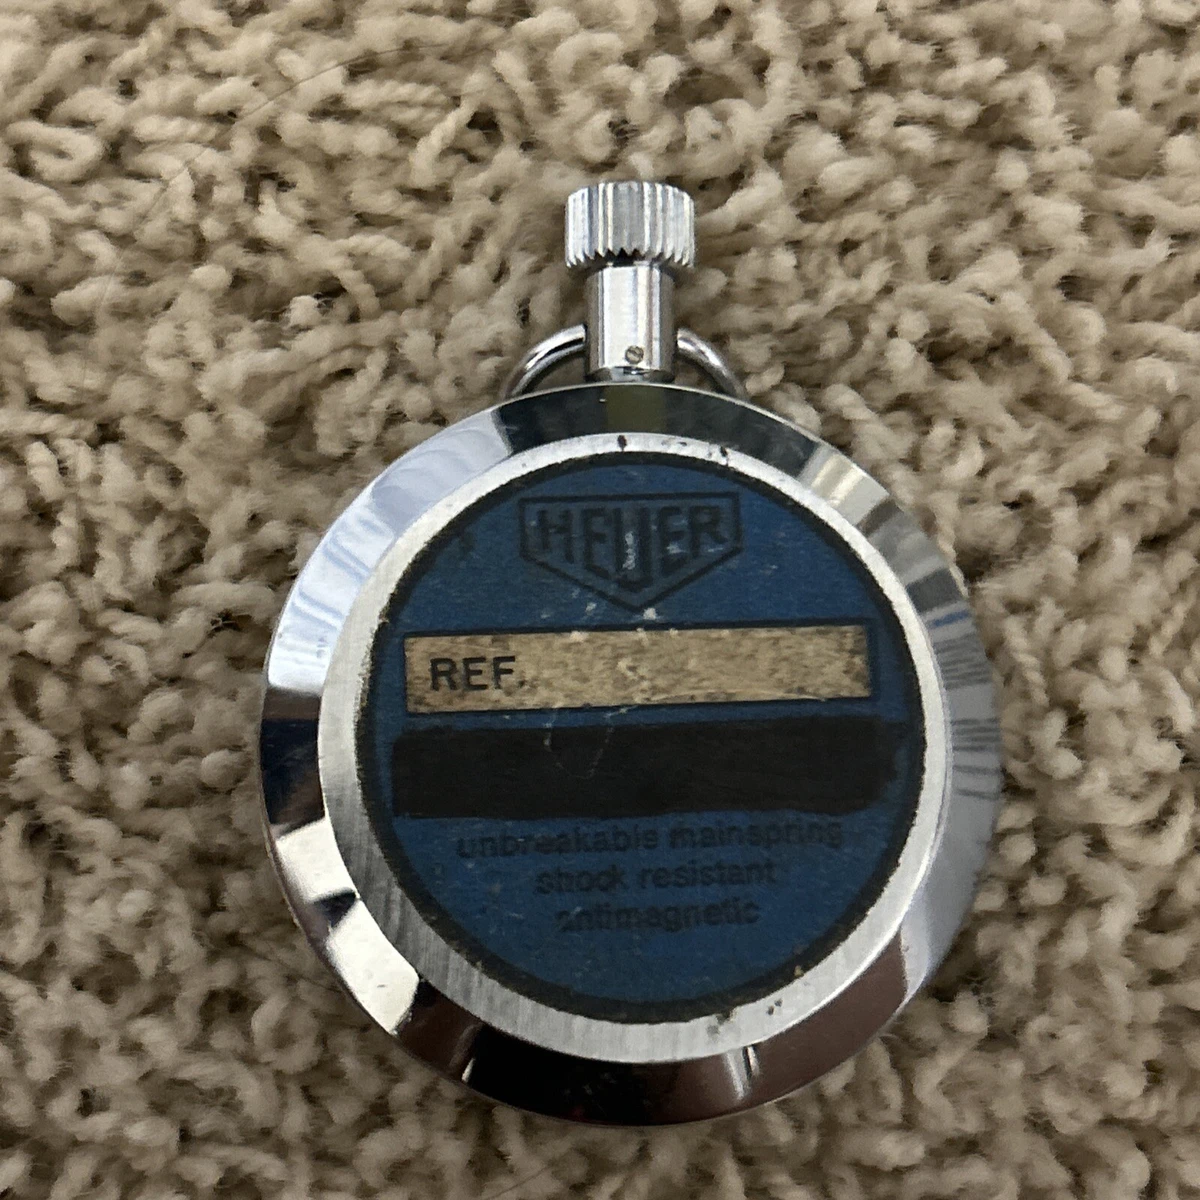 HEUER
REF.
unbreakable mainspring
shock resistant
antimagnetic